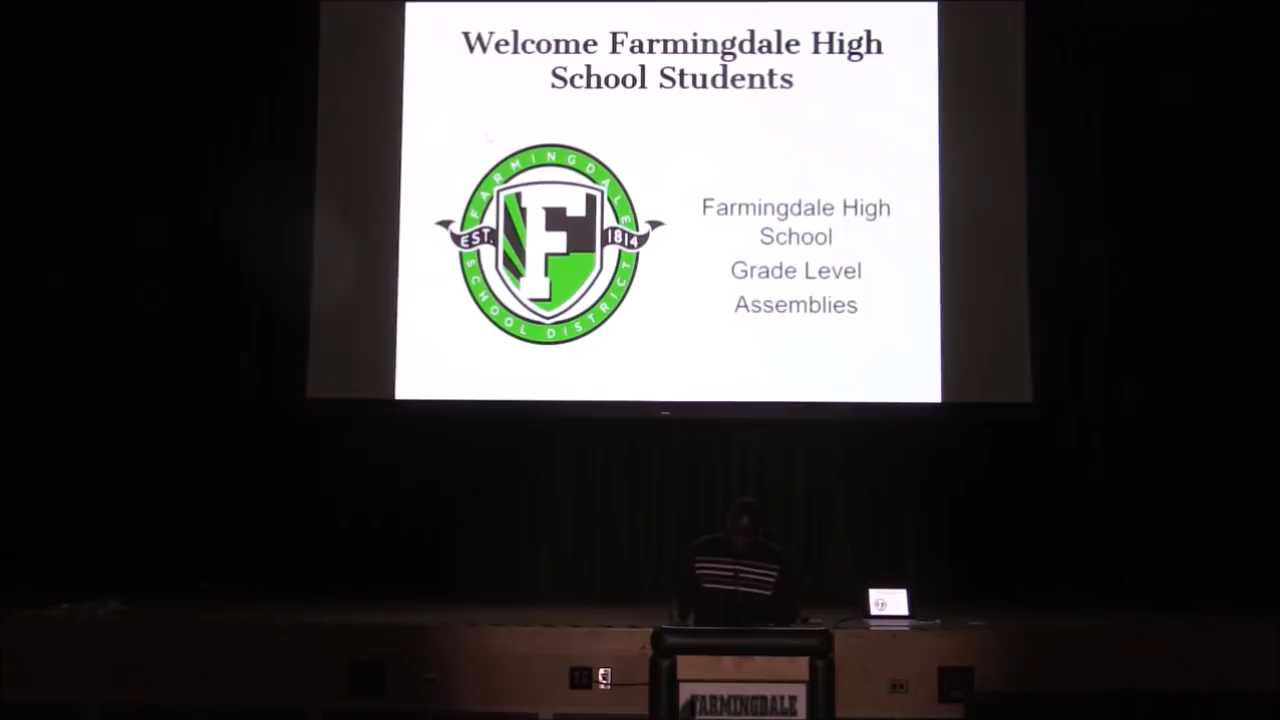 Welcome Farmingdale High
School Students
FARMINGDALE
EST.
1814
F
SCHOOL DISTRICT
Farmingdale High
School
Grade Level
Assemblies
FARMINGDALE